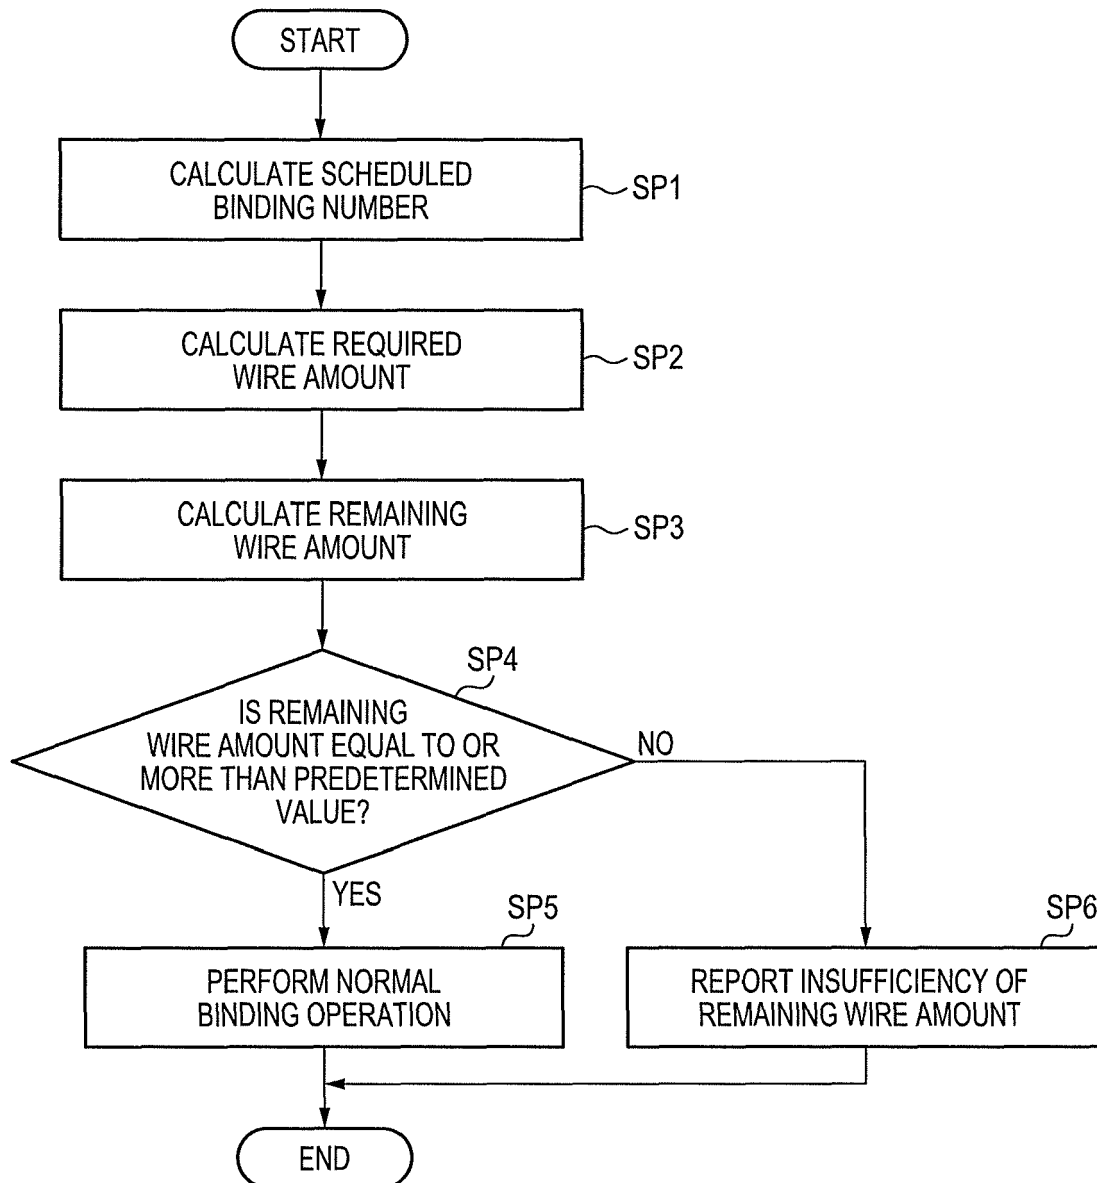 START
CALCULATE SCHEDULED
BINDING NUMBER
SP1
CALCULATE REQUIRED
WIRE AMOUNT
SP2
CALCULATE REMAINING
WIRE AMOUNT
SP3
SP4
IS REMAINING
WIRE AMOUNT EQUAL TO OR
MORE THAN PREDETERMINED
VALUE?
NO
YES
SP5
PERFORM NORMAL
BINDING OPERATION
SP6
REPORT INSUFFICIENCY OF
REMAINING WIRE AMOUNT
END